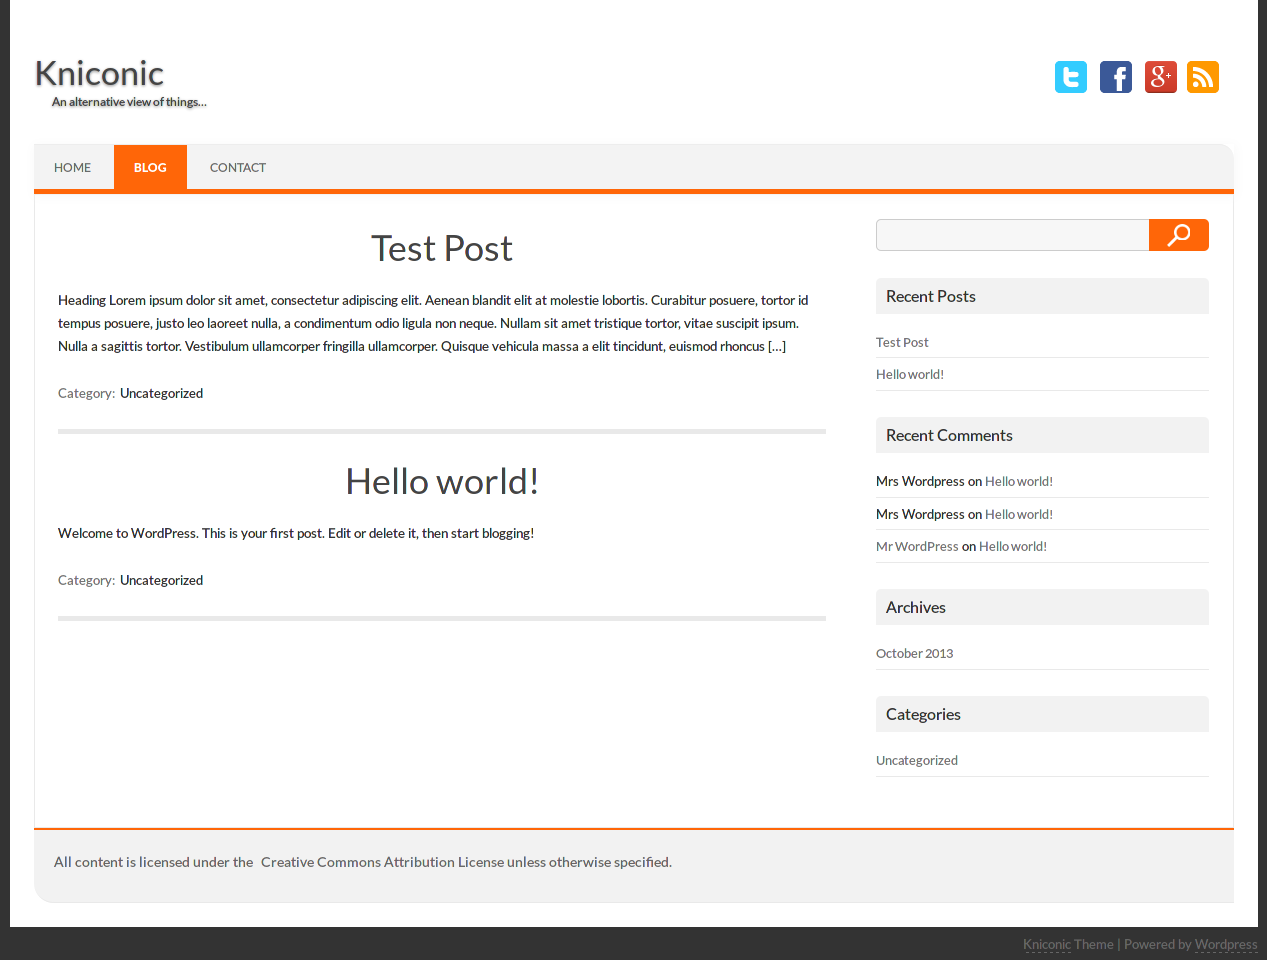 Kniconic
An alternative view of things...
HOME BLOG CONTACT
Test Post
Heading Lorem ipsum dolor sit amet, consectetur adipiscing elit. Aenean blandit elit at molestie lobortis. Curabitur posuere, tortor id
tempus posuere, justo leo laoreet nulla, a condimentum odio ligula non neque. Nullam sit amet tristique tortor, vitae suscipit ipsum.
Nulla a sagittis tortor. Vestibulum ullamcorper fringilla ullamcorper. Quisque vehicula massa a elit tincidunt, euismod rhoncus [...]
Category: Uncategorized
Hello world!
Welcome to WordPress. This is your first post. Edit or delete it, then start blogging!
Category: Uncategorized
Recent Posts
Test Post
Hello world!
Recent Comments
Mrs Wordpress on Hello world!
Mrs Wordpress on Hello world!
Mr WordPress on Hello world!
Archives
October 2013
Categories
Uncategorized
All content is licensed under the Creative Commons Attribution License unless otherwise specified.
Kniconic Theme | Powered by Wordpress